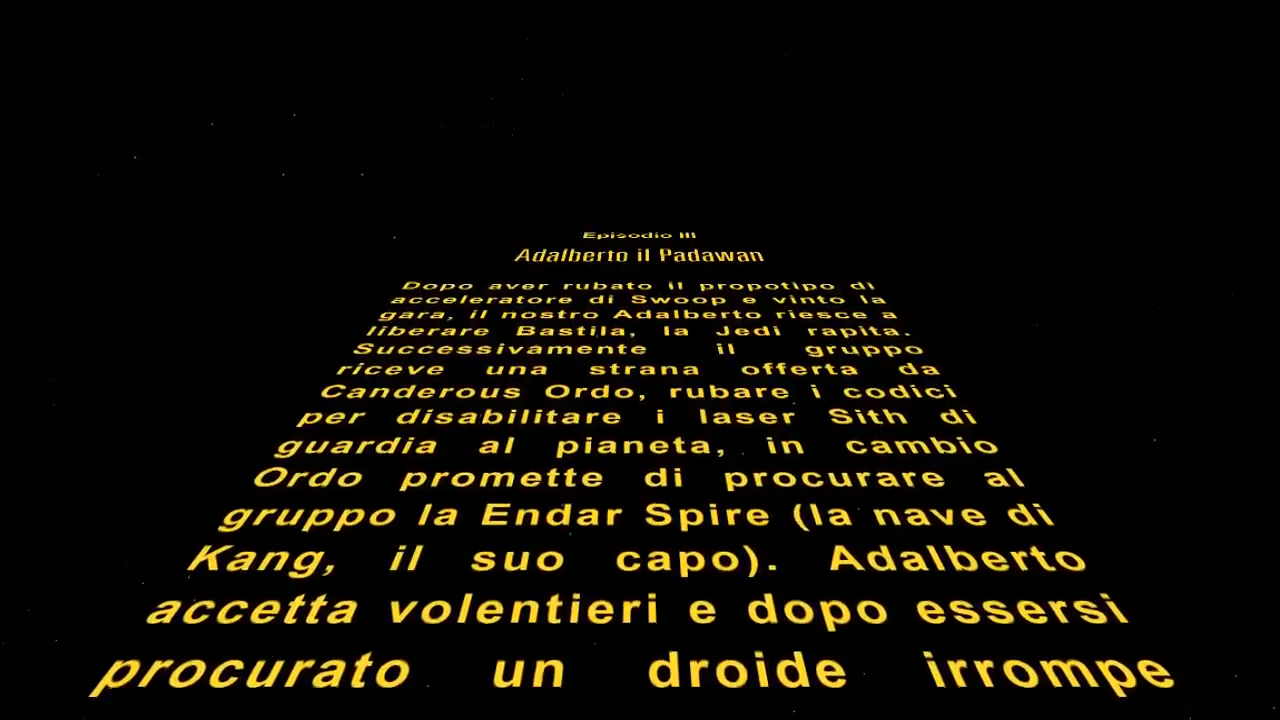 Episodio III
Adalberto il Padawan
Dopo aver rubato il propotipo di
acceleratore di Swoop e vinto la
gara, il nostro Adalberto riesce a
liberare Bastila, la Jedi rapita.
Successivamente il gruppo
riceve una strana offerta da
Canderous Ordo, rubare i codici
per disabilitare i laser Sith di
guardia al pianeta, in cambio
Ordo promette di procurare al
gruppo la Endar Spire (la nave di
Kang, il suo capo). Adalberto
accetta volentieri e dopo essersi
procurato un droide irrompe